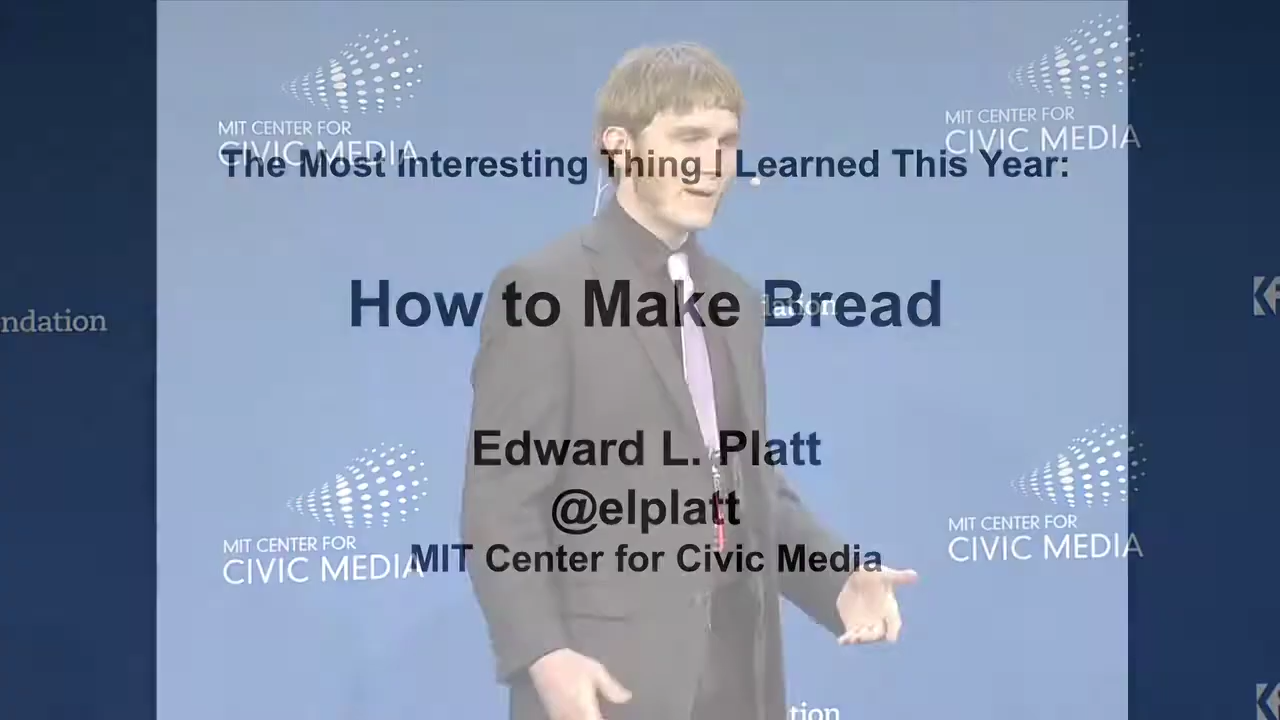 MIT CENTER FOR
CIVIC MEDIA
MIT CENTER FOR
CIVIC MEDIA
The Most Interesting Thing I Learned This Year:
How to Make Bread
ndation
dation
Edward L. Platt
@elplatt
MIT Center for Civic Media
MIT CENTER FOR
CIVIC MEDIA
MIT CENTER FOR
CIVIC MEDIA
tion